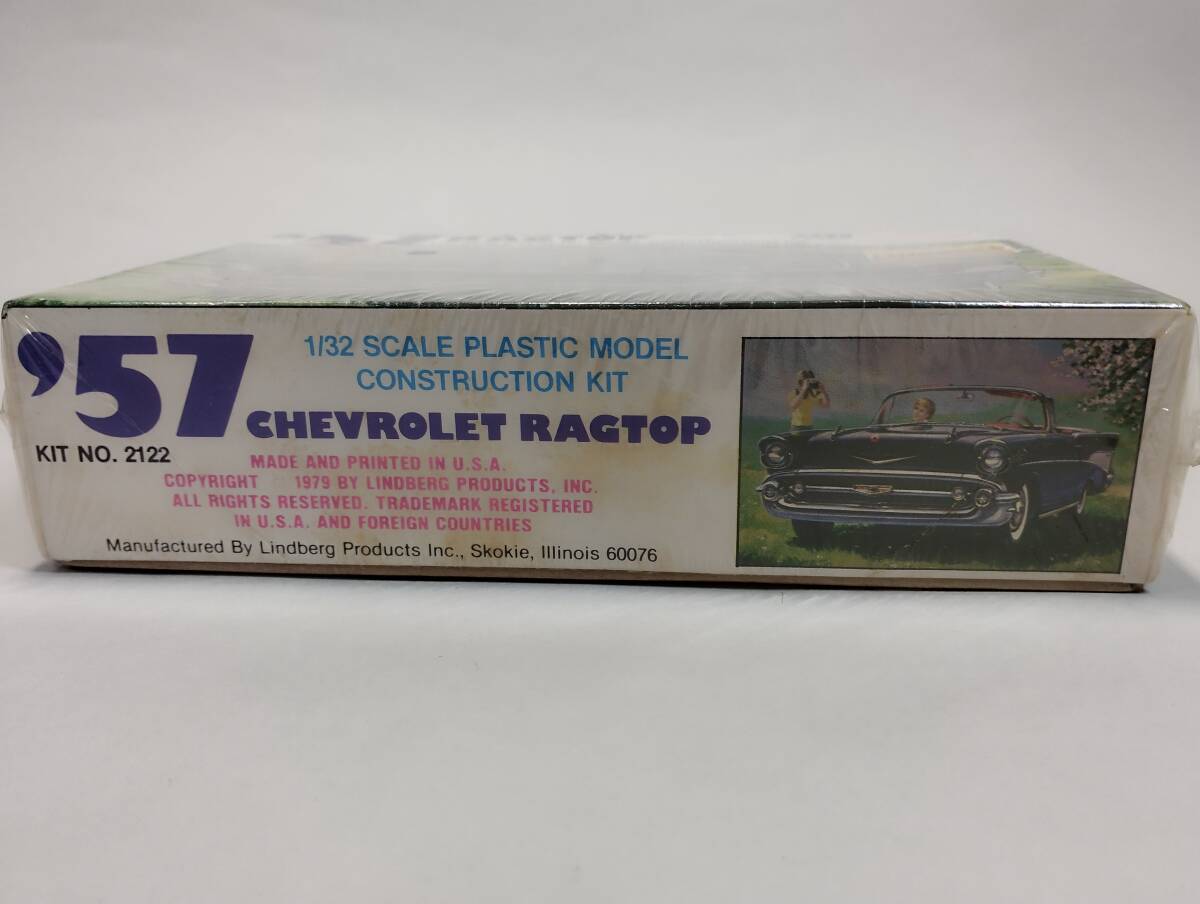 RAGTOP
'57
1/32 SCALE PLASTIC MODEL
CONSTRUCTION KIT
CHEVROLET RAGTOP
KIT NO. 2122
MADE AND PRINTED IN U.S.A.
COPYRIGHT 1979 BY LINDBERG PRODUCTS, INC.
ALL RIGHTS RESERVED. TRADEMARK REGISTERED
IN U.S.A. AND FOREIGN COUNTRIES
Manufactured By Lindberg Products Inc., Skokie, Illinois 60076